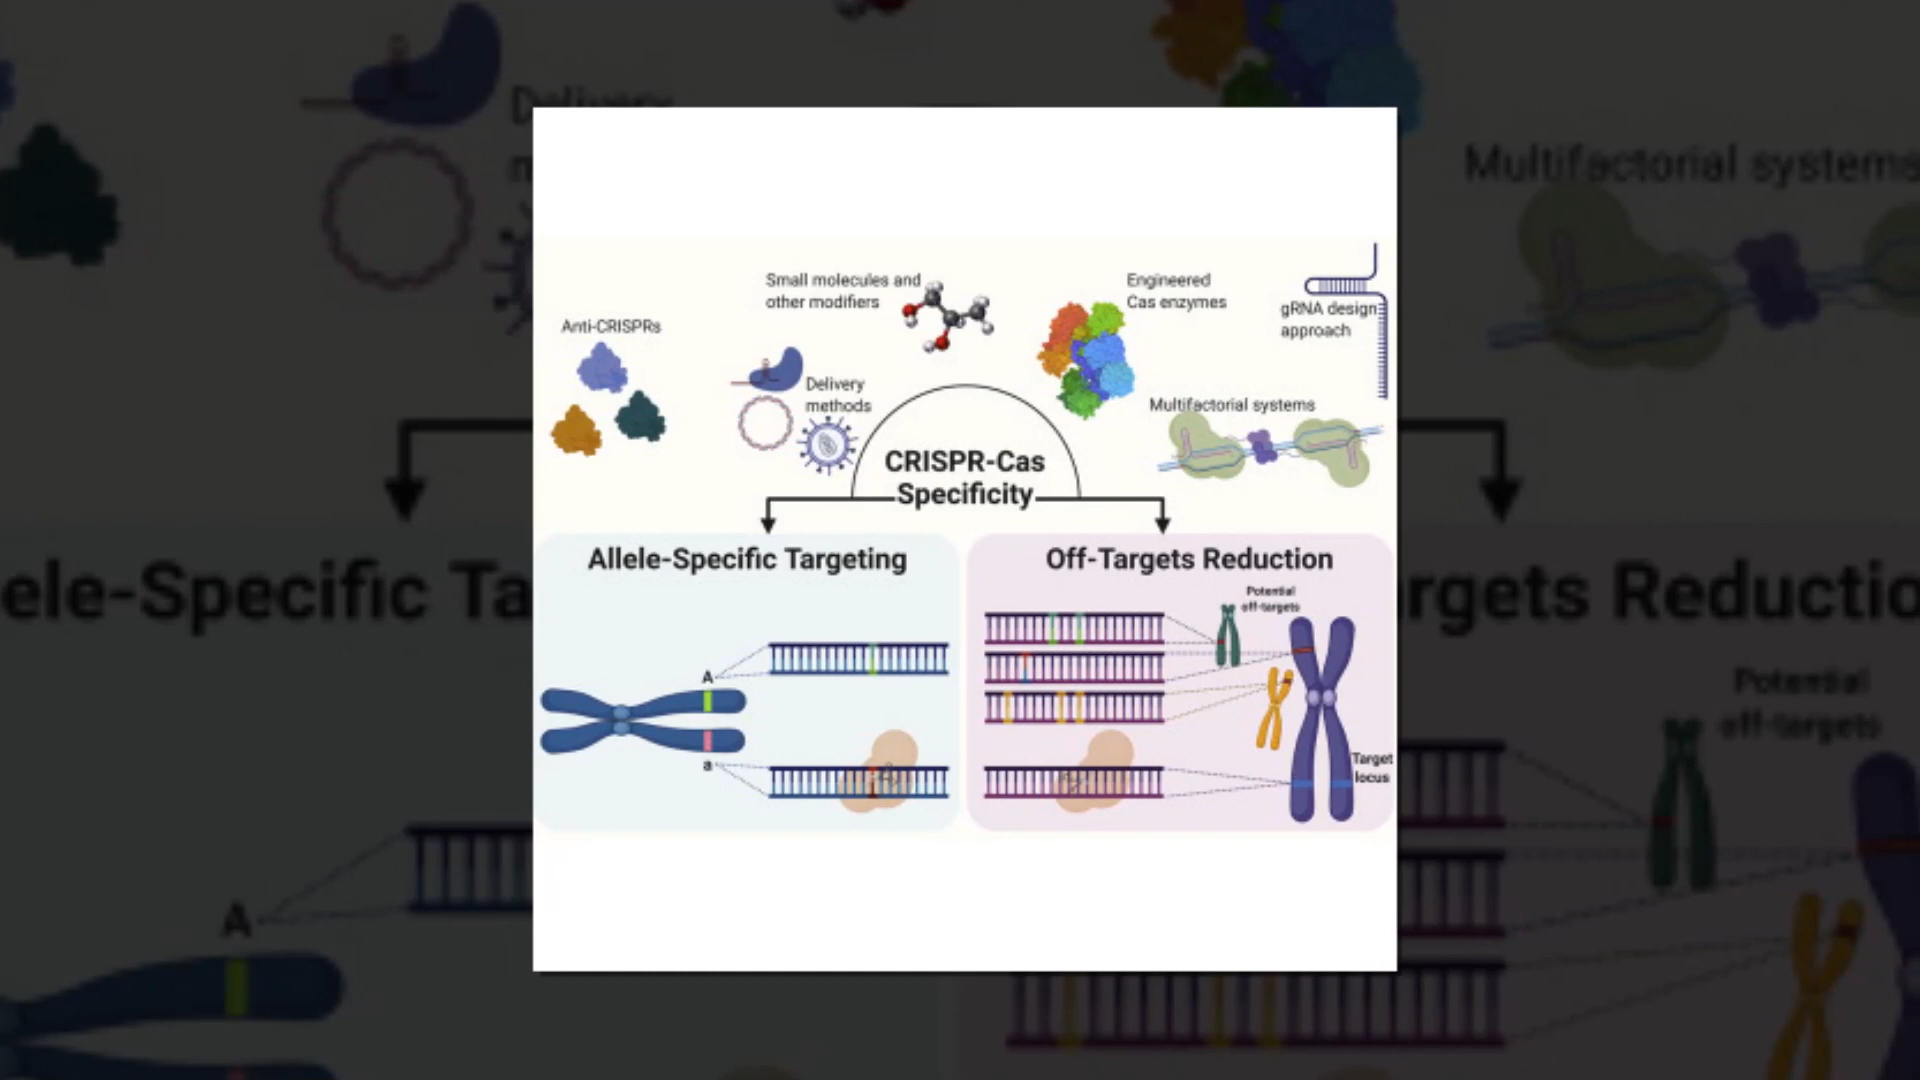 Small molecules and
other modifiers
Engineered
Cas enzymes
gRNA design
approach
Anti-CRISPRs
Delivery
methods
Multifactorial systems
CRISPR-Cas
Specificity
Allele-Specific Targeting
Off-Targets Reduction
Potential
off-targets
A
a
Target
locus
Multifactorial systems
ele-Specific Ta
rgets Reductio
Potential
off-targets
A